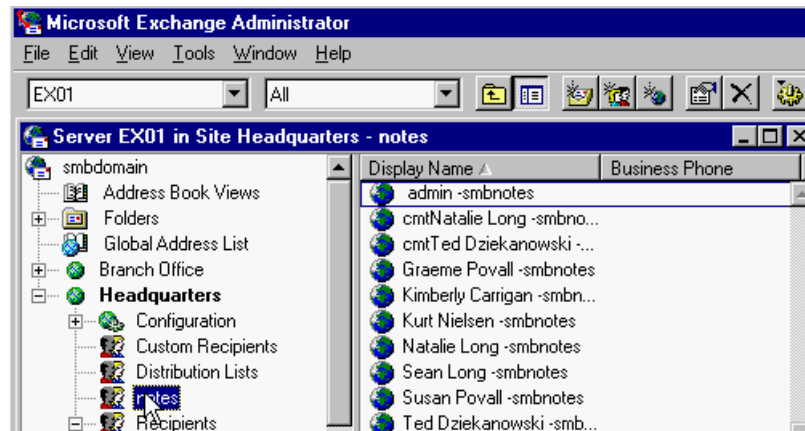 Microsoft Exchange Administrator
File Edit View Tools Window Help
EX01 All
Server EX01 in Site Headquarters - notes
smbdomain
Address Book Views
Folders
Global Address List
Branch Office
Headquarters
Configuration
Custom Recipients
Distribution Lists
notes
Recipients
Display Name Business Phone
admin -smbnotes
cmtNatalie Long -smbno...
cmtTed Dziekanowski -...
Graeme Povall -smbnotes
Kimberly Carrigan -smbn...
Kurt Nielsen -smbnotes
Natalie Long -smbnotes
Sean Long -smbnotes
Susan Povall -smbnotes
Ted Dziekanowski -smb...